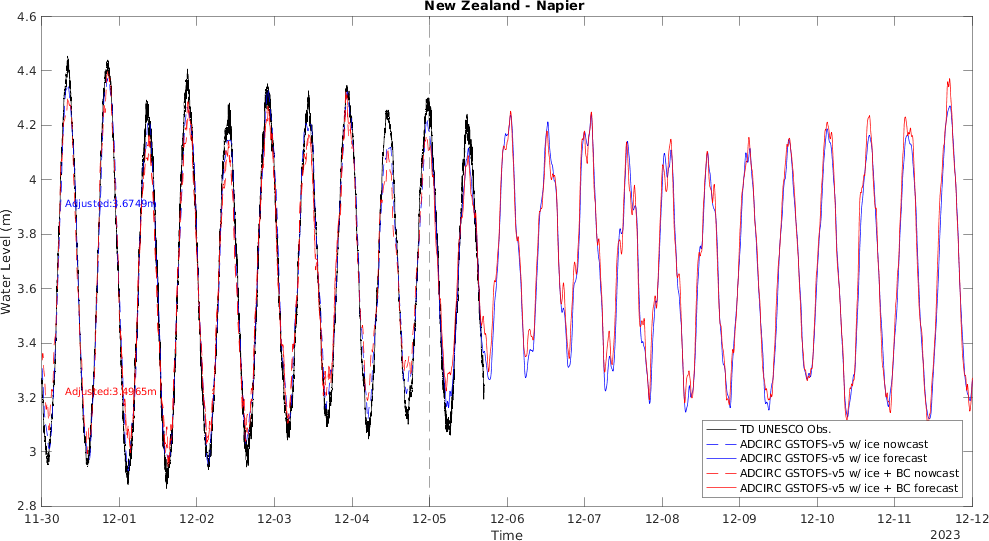 New Zealand - Napier
Water Level (m)
4.6
4.4
4.2
4
3.8
3.6
3.4
3.2
3
2.8
Adjusted:3.6749m
Adjusted:3.4965m
TD UNESCO Obs.
ADCIRC GSTOFS-v5 w/ ice nowcast
ADCIRC GSTOFS-v5 w/ ice forecast
ADCIRC GSTOFS-v5 w/ ice + BC nowcast
ADCIRC GSTOFS-v5 w/ ice + BC forecast
11-30 12-01 12-02 12-03 12-04 12-05 12-06 12-07 12-08 12-09 12-10 12-11 12-12
Time
2023